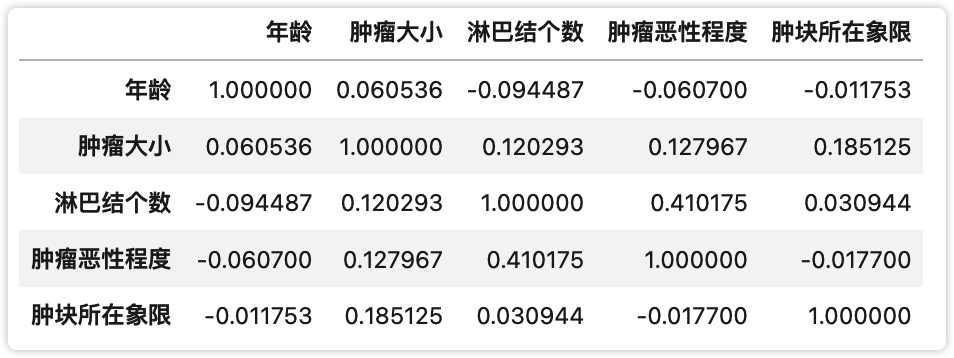 年龄 肿瘤大小 淋巴结个数 肿瘤恶性程度 肿块所在象限
年龄 1.000000 0.060536 -0.094487 -0.060700 -0.011753
肿瘤大小 0.060536 1.000000 0.120293 0.127967 0.185125
淋巴结个数 -0.094487 0.120293 1.000000 0.410175 0.030944
肿瘤恶性程度 -0.060700 0.127967 0.410175 1.000000 -0.017700
肿块所在象限 -0.011753 0.185125 0.030944 -0.017700 1.000000